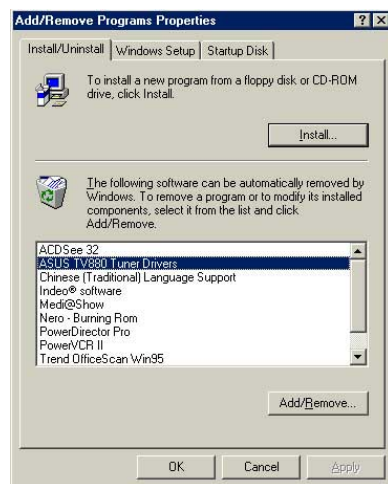 Add/Remove Programs Properties
Install/Uninstall
Windows Setup
Startup Disk
To install a new program from a floppy disk or CD-ROM
drive, click Install.
Install...
The following software can be automatically removed by
Windows. To remove a program or to modify its installed
components, select it from the list and click
Add/Remove.
ACDSee 32
ASUS TV880 Tuner Drivers
Chinese (Traditional) Language Support
Indeo® software
Medi@Show
Nero - Burning Rom
PowerDirector Pro
PowerVCR II
Trend OfficeScan Win95
Add/Remove...
OK
Cancel
Apply